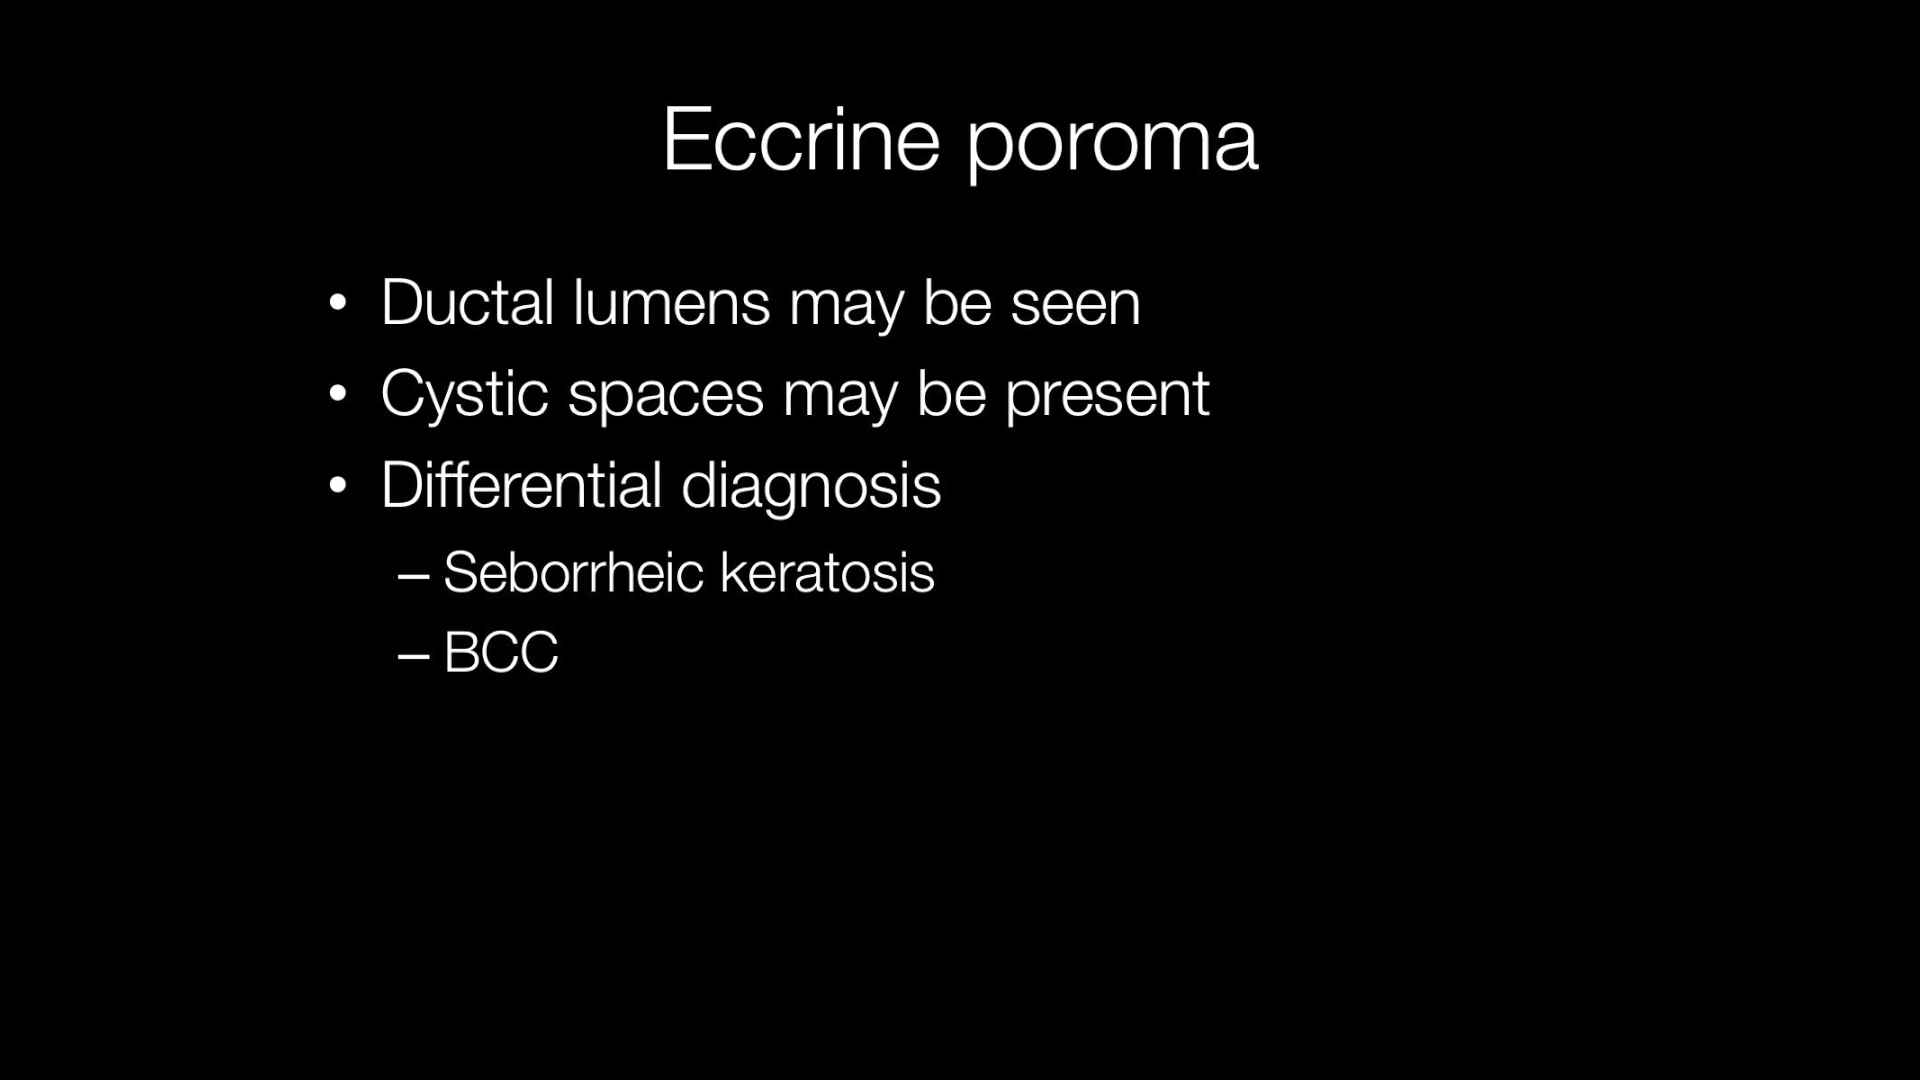 Eccrine poroma
• Ductal lumens may be seen
• Cystic spaces may be present
• Differential diagnosis
– Seborrheic keratosis
– BCC